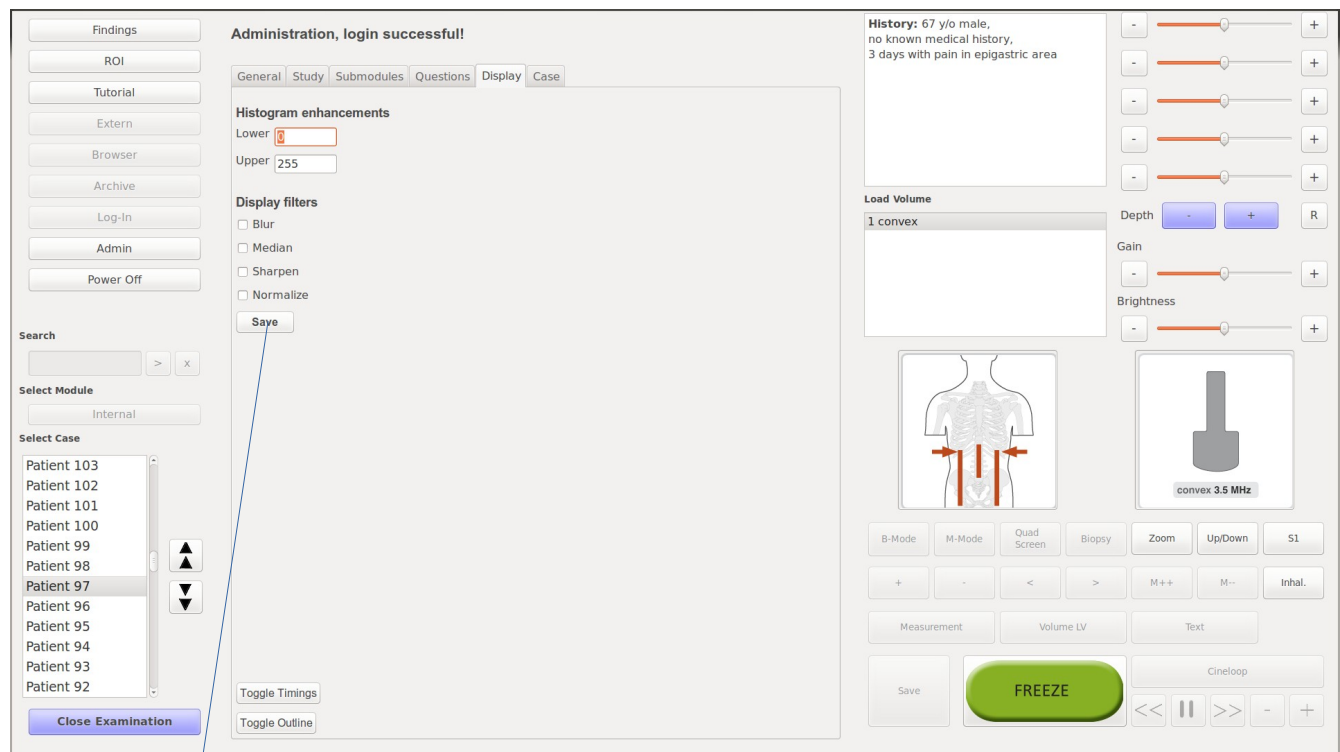 Findings
ROI
Tutorial
Extern
Browser
Archive
Log-In
Admin
Power Off
Search
> x
Select Module
Internal
Select Case
Patient 103
Patient 102
Patient 101
Patient 100
Patient 99
Patient 98
Patient 97
Patient 96
Patient 95
Patient 94
Patient 93
Patient 92
Close Examination
Administration, login successful!
General Study Submodules Questions Display Case
Histogram enhancements
Lower 0
Upper 255
Display filters
Blur
Median
Sharpen
Normalize
Save
Toggle Timings
Toggle Outline
History: 67 y/o male,
no known medical history,
3 days with pain in epigastric area
Load Volume
1 convex
- +
- +
- +
- +
- +
Depth - + R
Gain
- +
Brightness
- +
convex 3.5 MHz
B-Mode M-Mode Quad Screen Biopsy Zoom Up/Down S1
+ - < > M++ M-- Inhal.
Measurement Volume LV Text
Save FREEZE Cineloop
<< >> - +